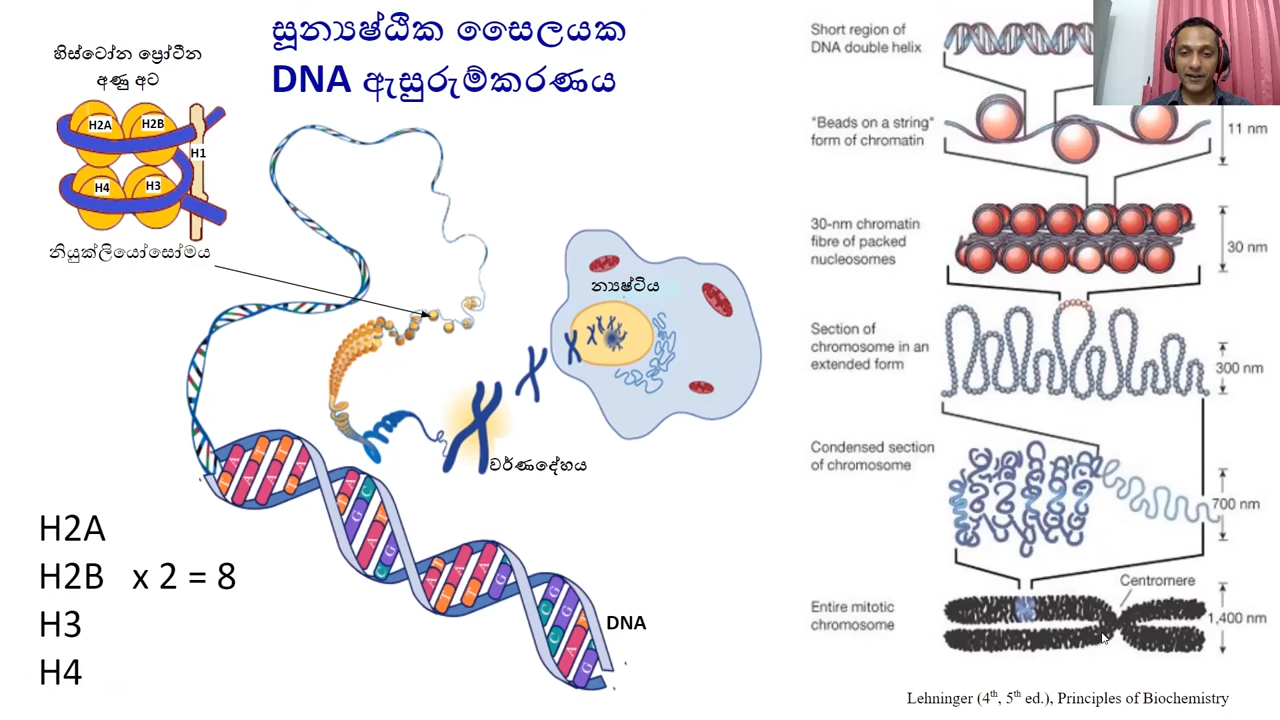 සූන්‍යෂ්ඨික සෛලයක
DNA ඇසුරුම්කරණය
හිස්ටෝන ප්‍රෝටීන
අණු අට
H2A
H2B
H1
H4
H3
නියුක්ලියෝසෝමය
න්‍යෂ්ටිය
වර්ණදේහය
DNA
H2A
H2B x 2 = 8
H3
H4
Short region of
DNA double helix
"Beads on a string"
form of chromatin
11 nm
30-nm chromatin
fibre of packed
nucleosomes
30 nm
Section of
chromosome in an
extended form
300 nm
Condensed section
of chromosome
700 nm
Centromere
Entire mitotic
chromosome
1,400 nm
Lehninger (4th, 5th ed.), Principles of Biochemistry